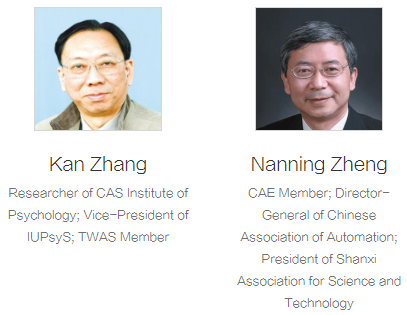 Kan Zhang
Researcher of CAS Institute of
Psychology; Vice-President of
IUPsyS; TWAS Member
Nanning Zheng
CAE Member; Director-
General of Chinese
Association of Automation;
President of Shanxi
Association for Science and
Technology